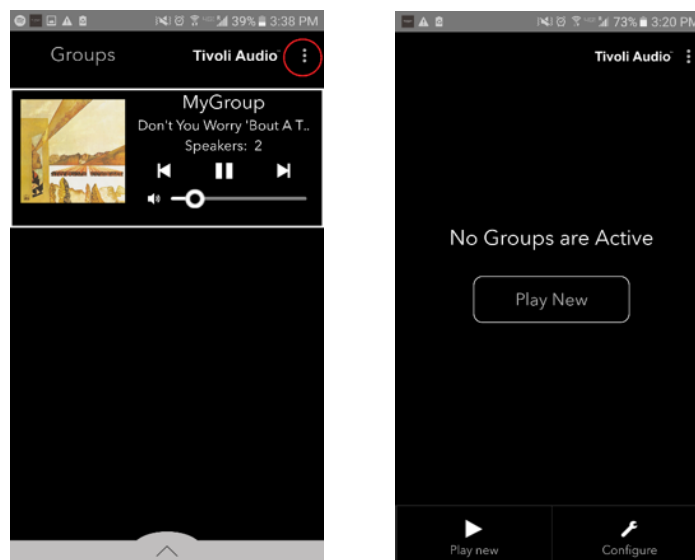 39% 3:38 PM
Groups
Tivoli Audio
MyGroup
Don't You Worry 'Bout A T..
Speakers: 2
73% 3:20 PM
Tivoli Audio
No Groups are Active
Play New
Play new
Configure